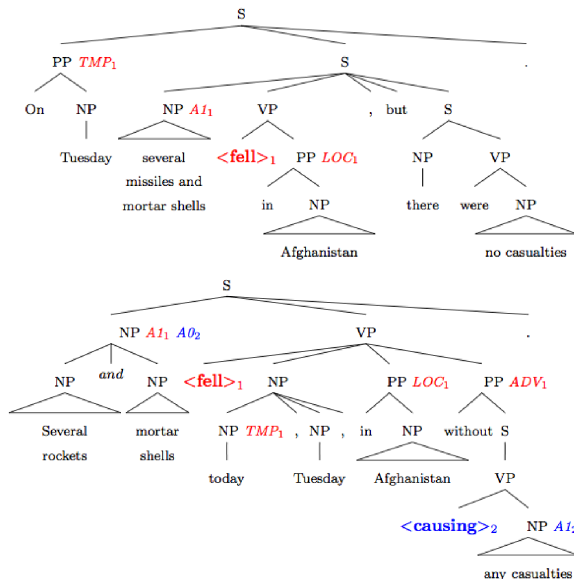 S
PP TMP1 S .
On NP NP A11 VP , but S
Tuesday several <fell>1 PP LOC1 NP VP
missiles and
mortar shells in NP there were NP
Afghanistan no casualties
S
NP A11 A02 VP .
NP and NP <fell>1 NP PP LOC1 PP ADV1
Several mortar NP TMP1 , NP , in NP without S
rockets shells today Tuesday Afghanistan VP
<causing>2 NP A12
any casualties